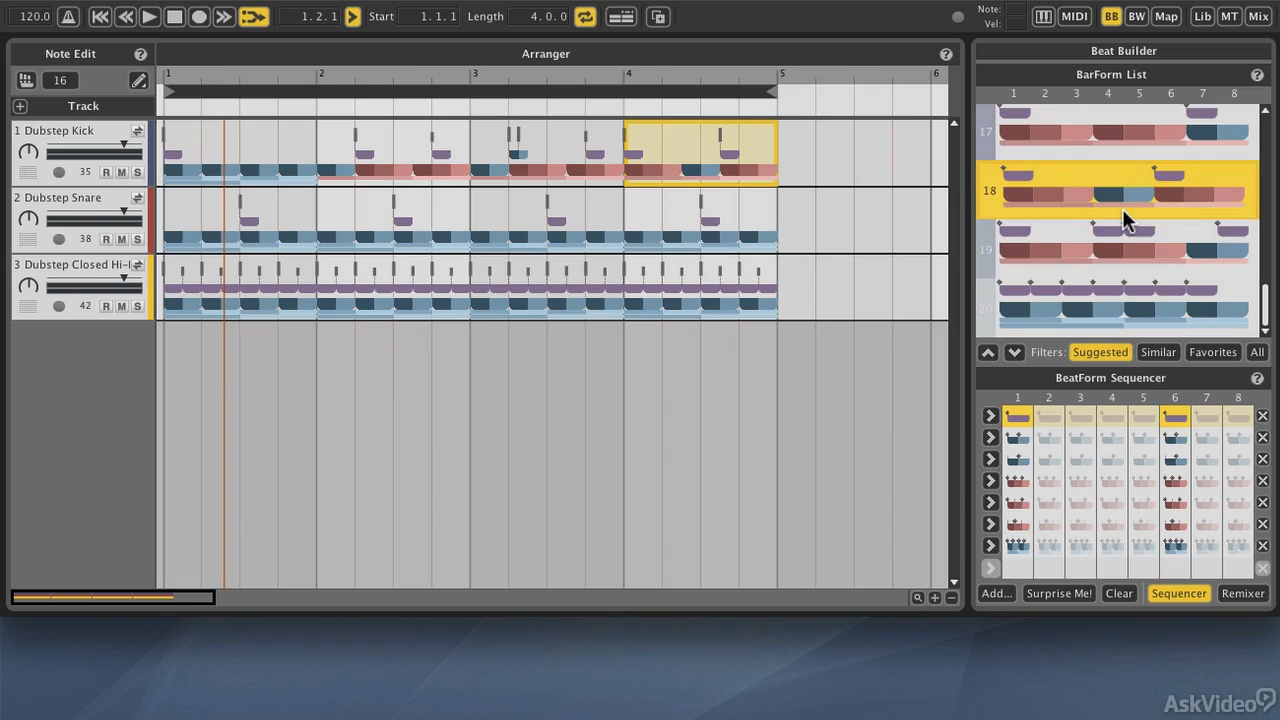 120.0 1. 2. 1 Start 1. 1. 1 Length 4. 0. 0 Note: Vel: MIDI BB BW Map Lib MT Mix
Note Edit ? Arranger ? Beat Builder
16 1 2 3 4 5 6 BarForm List ?
Track 1 2 3 4 5 6 7 8
1 Dubstep Kick
35 R M S
2 Dubstep Snare
38 R M S
3 Dubstep Closed Hi-
42 R M S
17
18
19
20
Filters: Suggested Similar Favorites All
BeatForm Sequencer ?
1 2 3 4 5 6 7 8
Add... Surprise Me! Clear Sequencer Remixer
AskVideo